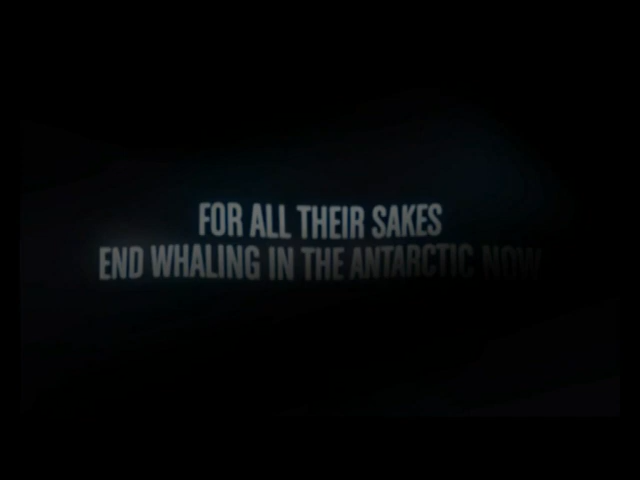 FOR ALL THEIR SAKES
END WHALING IN THE ANTARCTIC NOW